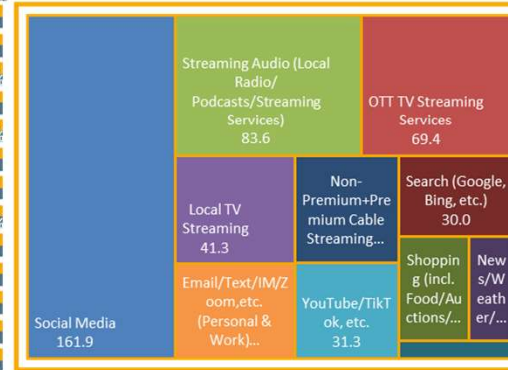 Social Media
161.9
Streaming Audio (Local
Radio/
Podcasts/Streaming
Services)
83.6
OTT TV Streaming
Services
69.4
Local TV
Streaming
41.3
Non-
Premium+Pre
mium Cable
Streaming...
Search (Google,
Bing, etc.)
30.0
Email/Text/IM/Z
oom,etc.
(Personal &
Work)...
YouTube/TikT
ok, etc.
31.3
Shoppin
g (incl.
Food/Au
ctions/...
New
s/W
eath
er/...